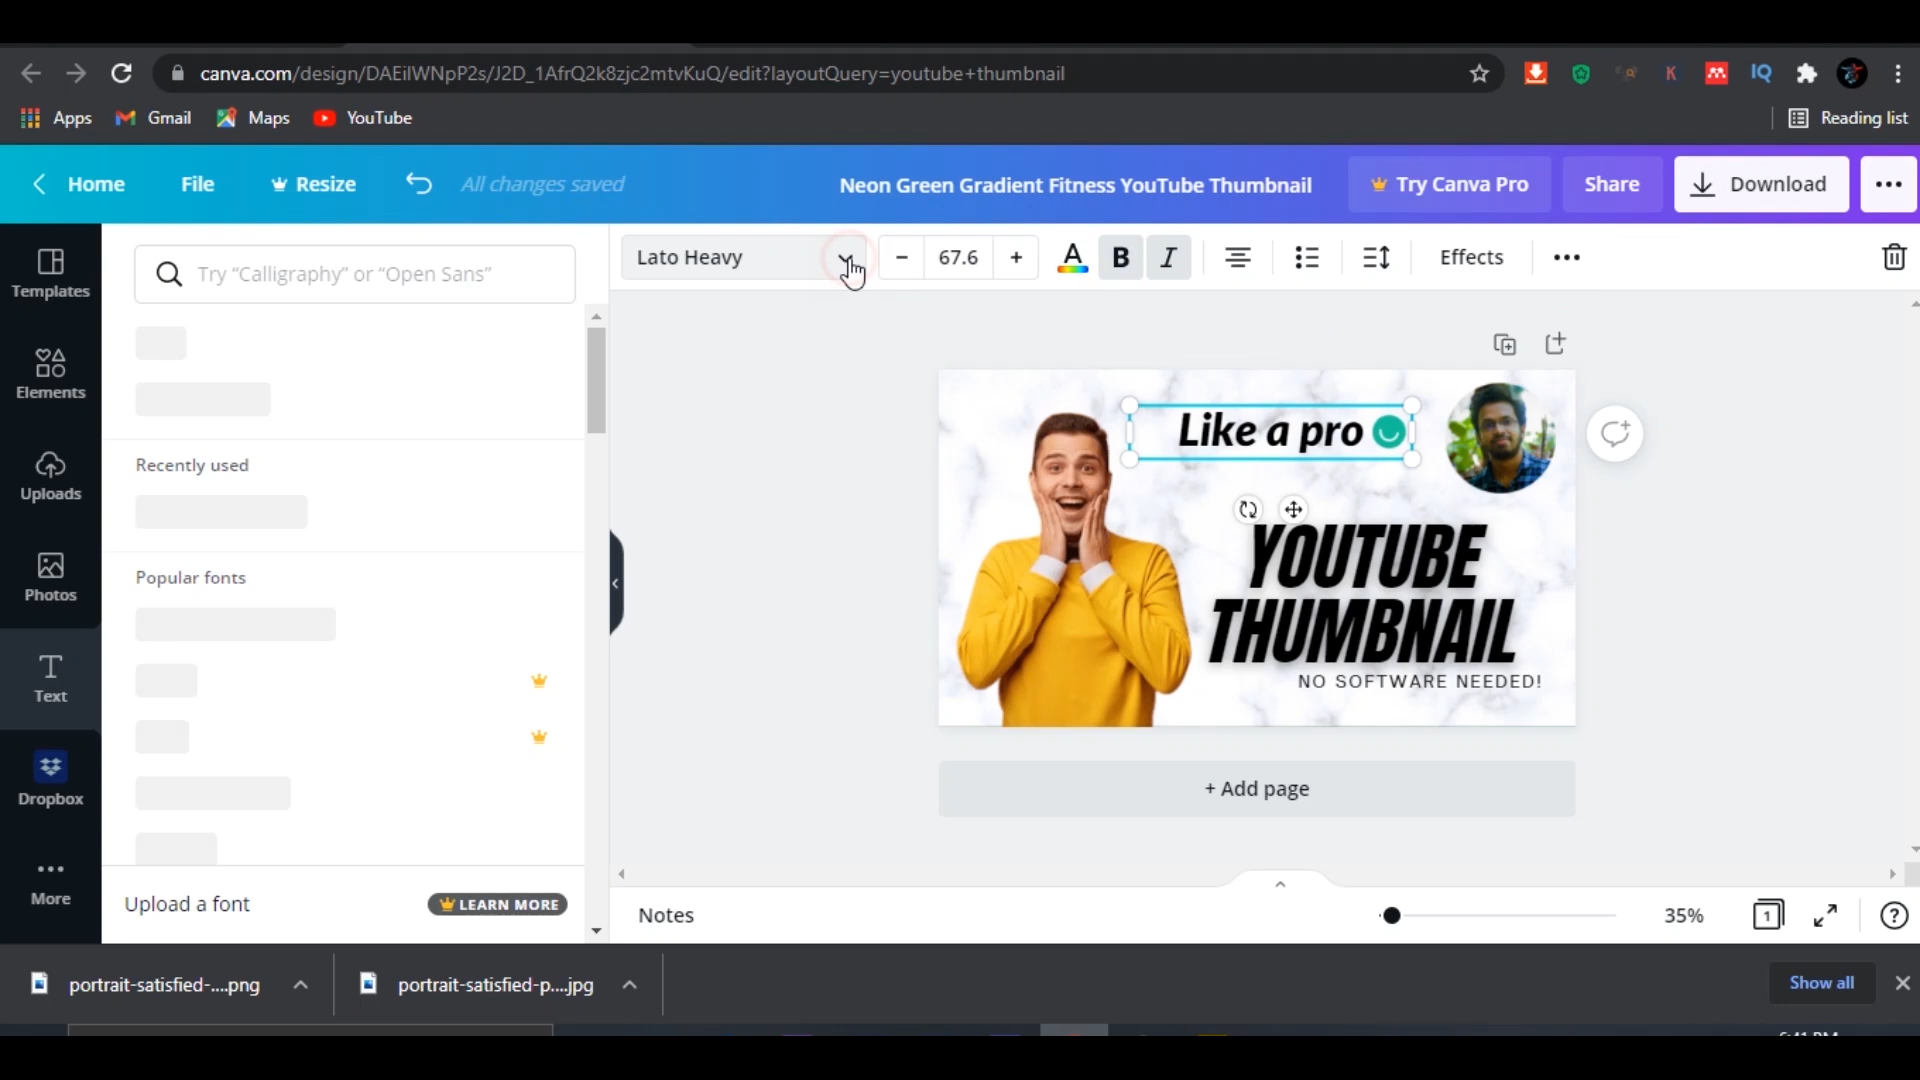 canva.com/design/DAEilWNpP2s/J2D_1AfrQ2k8zjc2mtvKuQ/edit?layoutQuery=youtube+thumbnail
K
IQ
Apps
Gmail
Maps
YouTube
Reading list
Home
File
Resize
All changes saved
Neon Green Gradient Fitness YouTube Thumbnail
Try Canva Pro
Share
Download
Templates
Elements
Uploads
Photos
Text
Dropbox
More
Try “Calligraphy” or “Open Sans”
Recently used
Popular fonts
Upload a font
LEARN MORE
Lato Heavy
− 67.6 +
A
B
I
Effects
Like a pro
YOUTUBE
THUMBNAIL
NO SOFTWARE NEEDED!
+ Add page
Notes
35%
1
?
portrait-satisfied-....png
portrait-satisfied-p....jpg
Show all